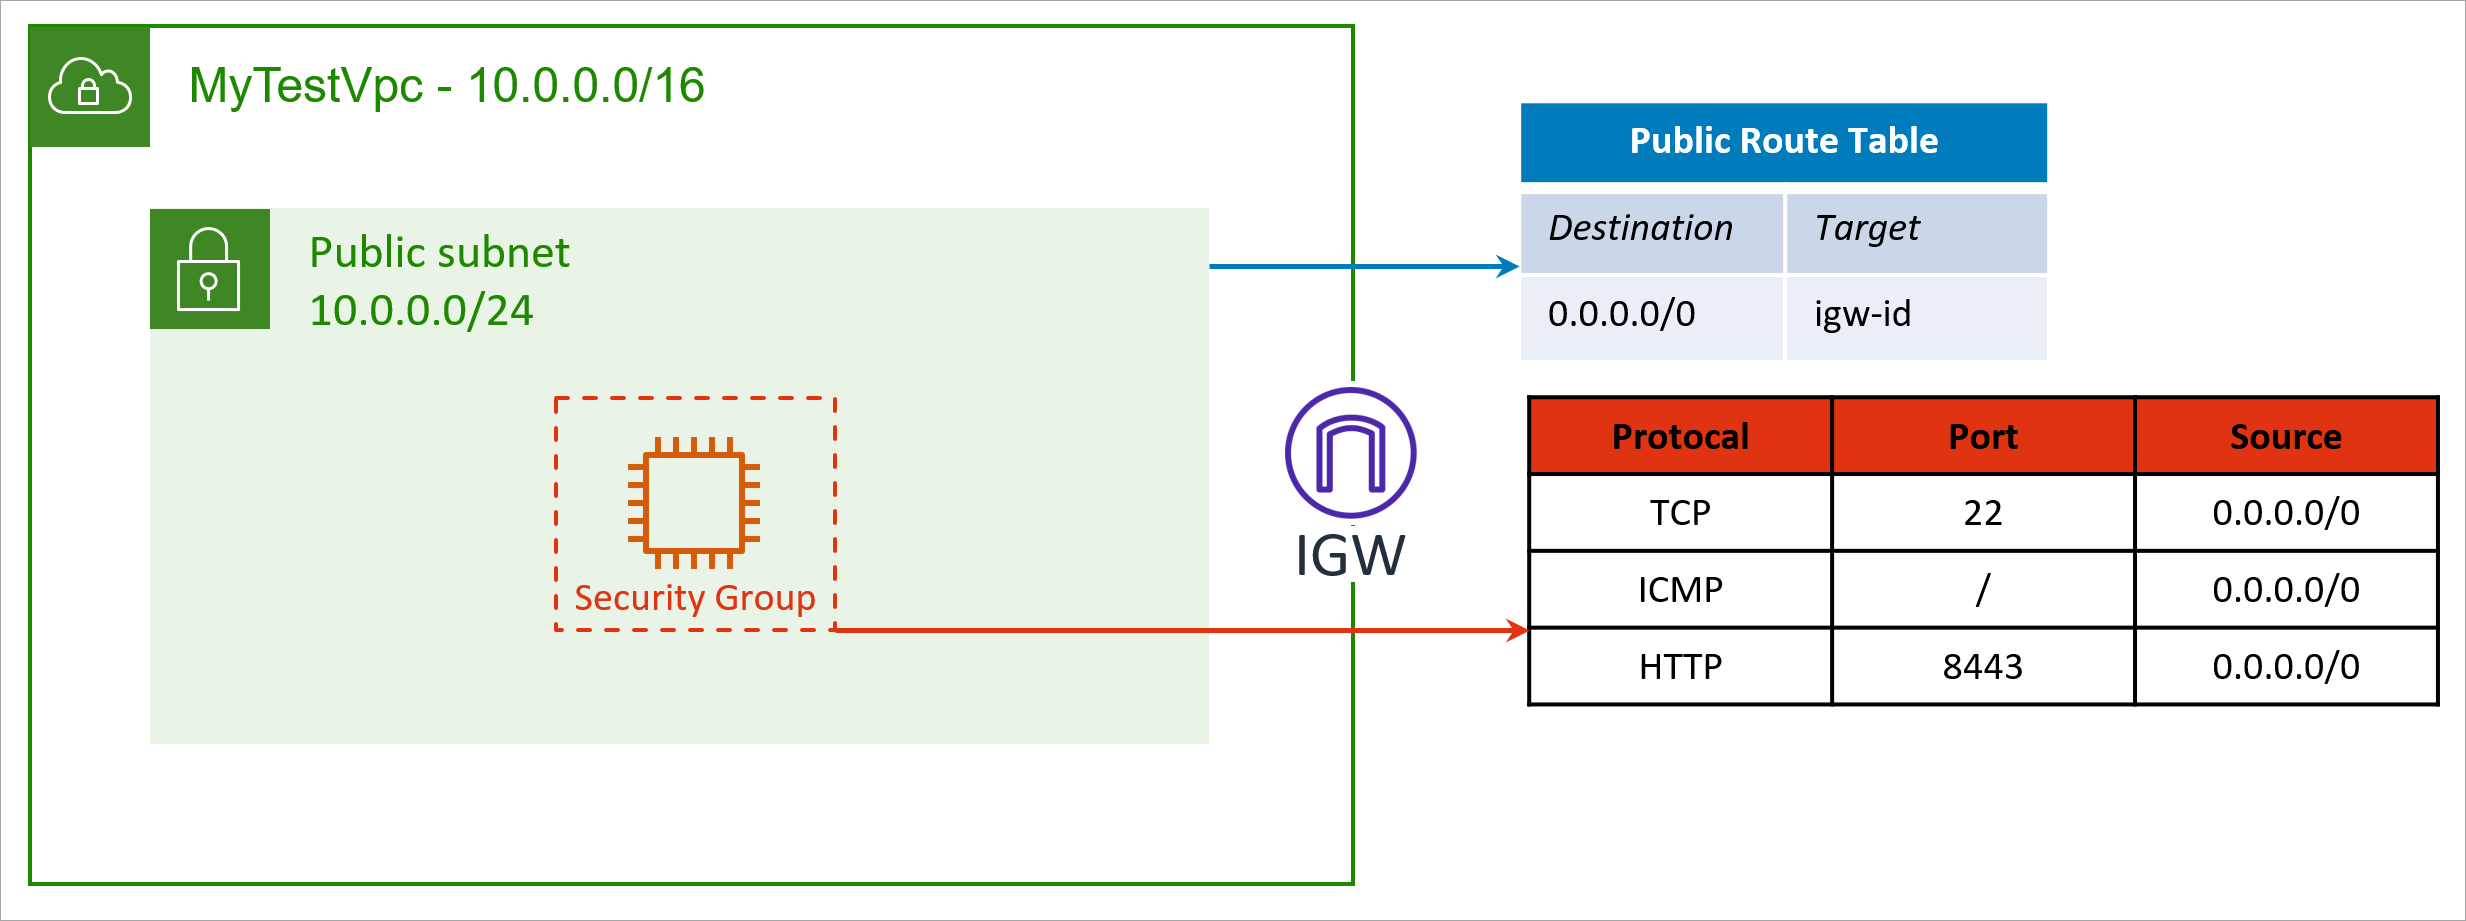 MyTestVpc - 10.0.0.0/16
Public subnet
10.0.0.0/24
Security Group
IGW
Public Route Table
Destination Target
0.0.0.0/0 igw-id
Protocal Port Source
TCP 22 0.0.0.0/0
ICMP / 0.0.0.0/0
HTTP 8443 0.0.0.0/0